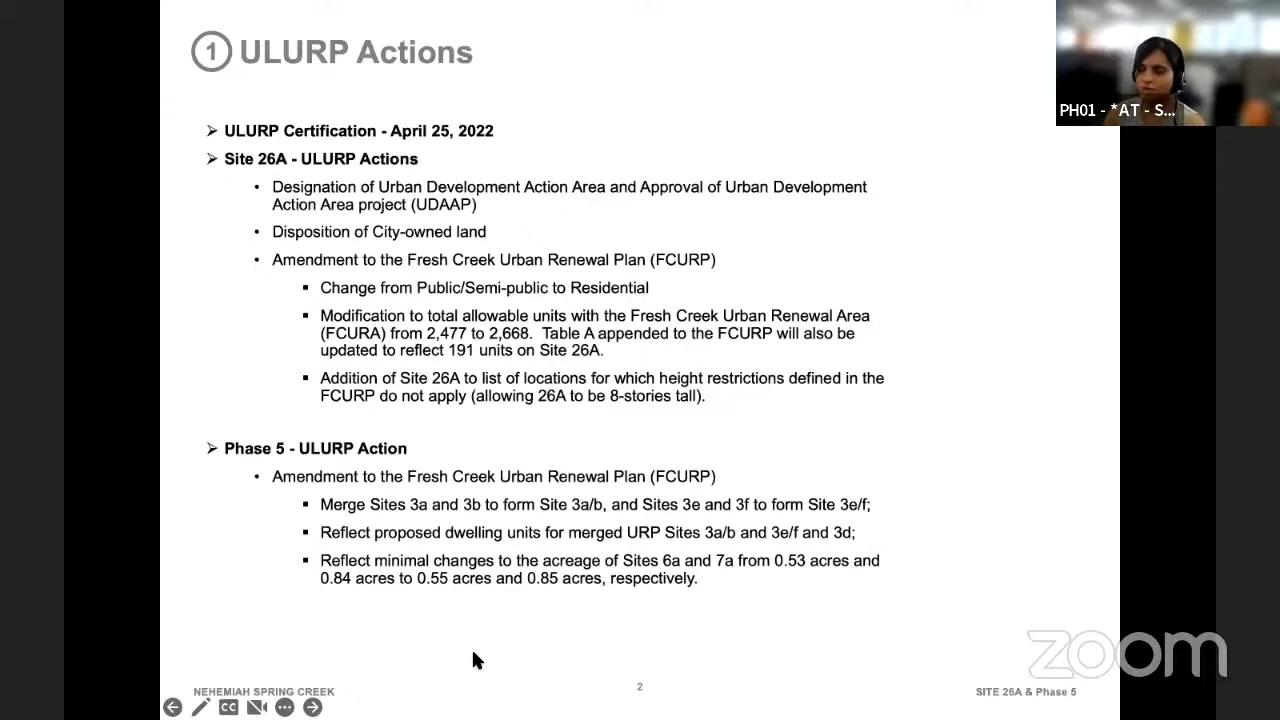 1 ULURP Actions
PH01 - *AT - S...
➢ ULURP Certification - April 25, 2022
➢ Site 26A - ULURP Actions
• Designation of Urban Development Action Area and Approval of Urban Development
Action Area project (UDAAP)
• Disposition of City-owned land
• Amendment to the Fresh Creek Urban Renewal Plan (FCURP)
▪ Change from Public/Semi-public to Residential
▪ Modification to total allowable units with the Fresh Creek Urban Renewal Area
(FCURA) from 2,477 to 2,668. Table A appended to the FCURP will also be
updated to reflect 191 units on Site 26A.
▪ Addition of Site 26A to list of locations for which height restrictions defined in the
FCURP do not apply (allowing 26A to be 8-stories tall).
➢ Phase 5 - ULURP Action
• Amendment to the Fresh Creek Urban Renewal Plan (FCURP)
▪ Merge Sites 3a and 3b to form Site 3a/b, and Sites 3e and 3f to form Site 3e/f;
▪ Reflect proposed dwelling units for merged URP Sites 3a/b and 3e/f and 3d;
▪ Reflect minimal changes to the acreage of Sites 6a and 7a from 0.53 acres and
0.84 acres to 0.55 acres and 0.85 acres, respectively.
zoom
NEHEMIAH SPRING CREEK
2
SITE 26A & Phase 5
CC